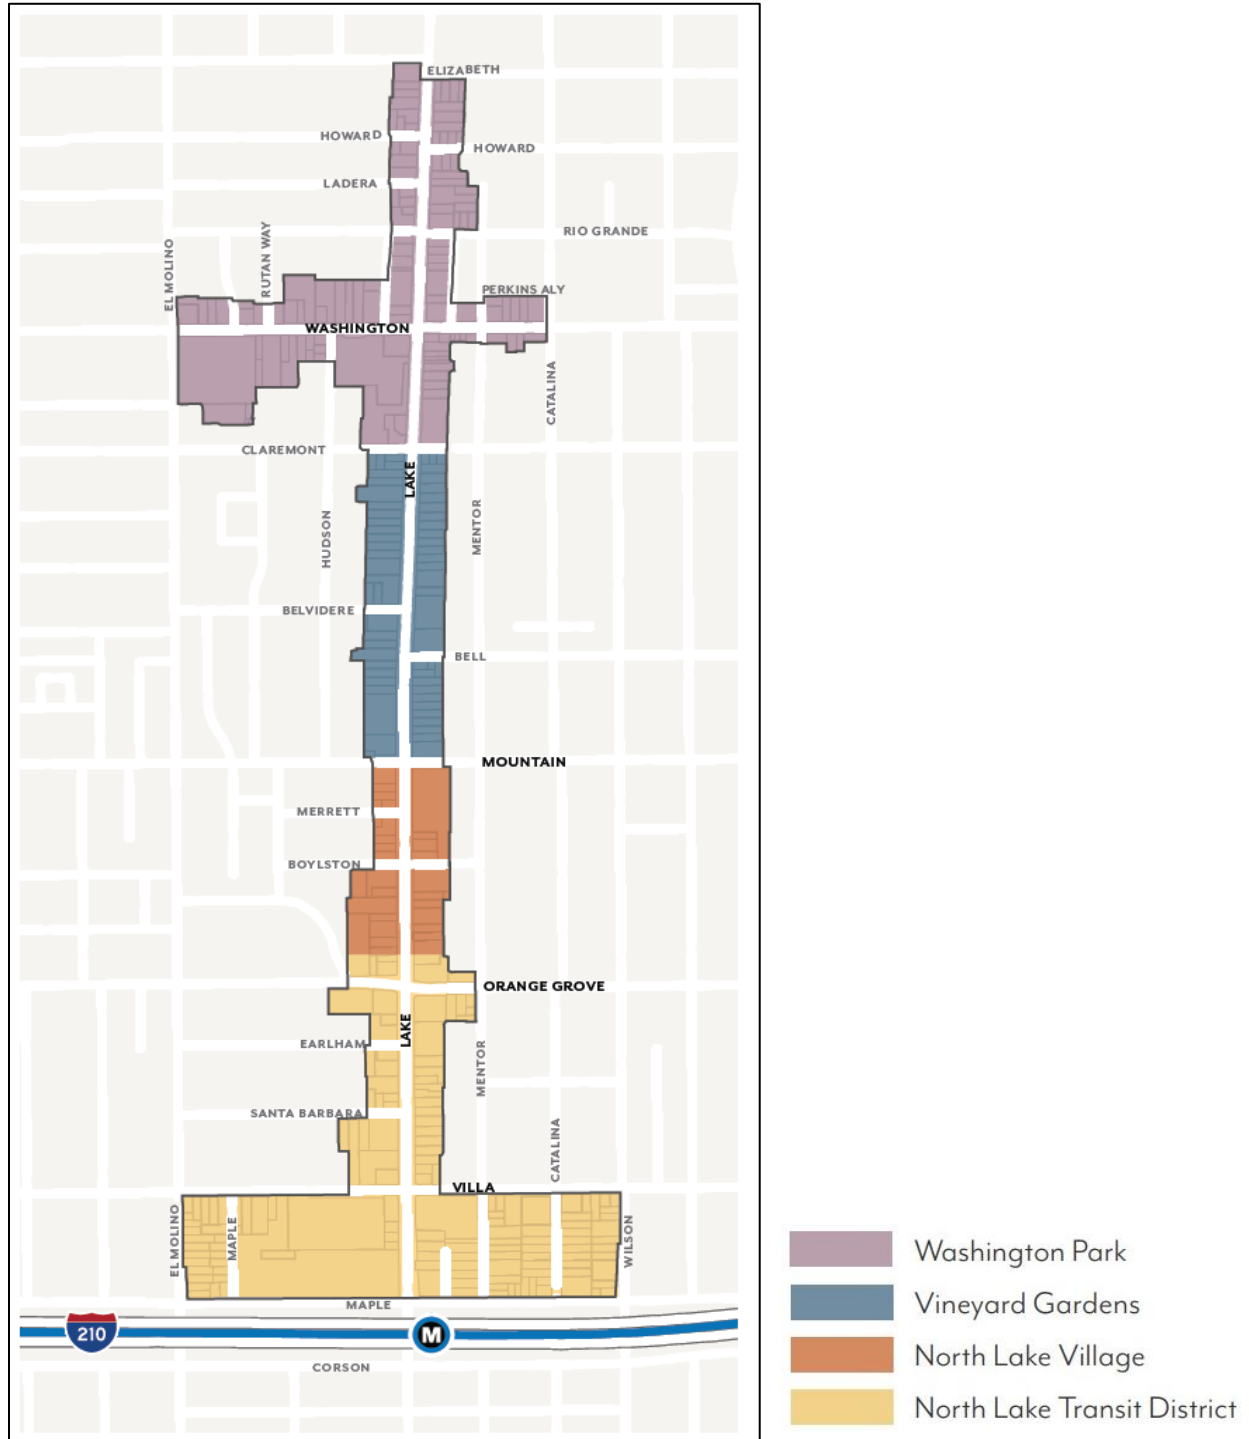 ELIZABETH
HOWARD
HOWARD
LADERA
RIO GRANDE
EL MOLINO
RUTAN WAY
PERKINS ALY
WASHINGTON
CATALINA
CLAREMONT
LAKE
HUDSON
MENTOR
BELVIDERE
BELL
MOUNTAIN
MERRETT
BOYLSTON
ORANGE GROVE
LAKE
EARLHAM
MENTOR
SANTA BARBARA
CATALINA
VILLA
EL MOLINO
MAPLE
WILSON
MAPLE
210
M
CORSON
Washington Park
Vineyard Gardens
North Lake Village
North Lake Transit District